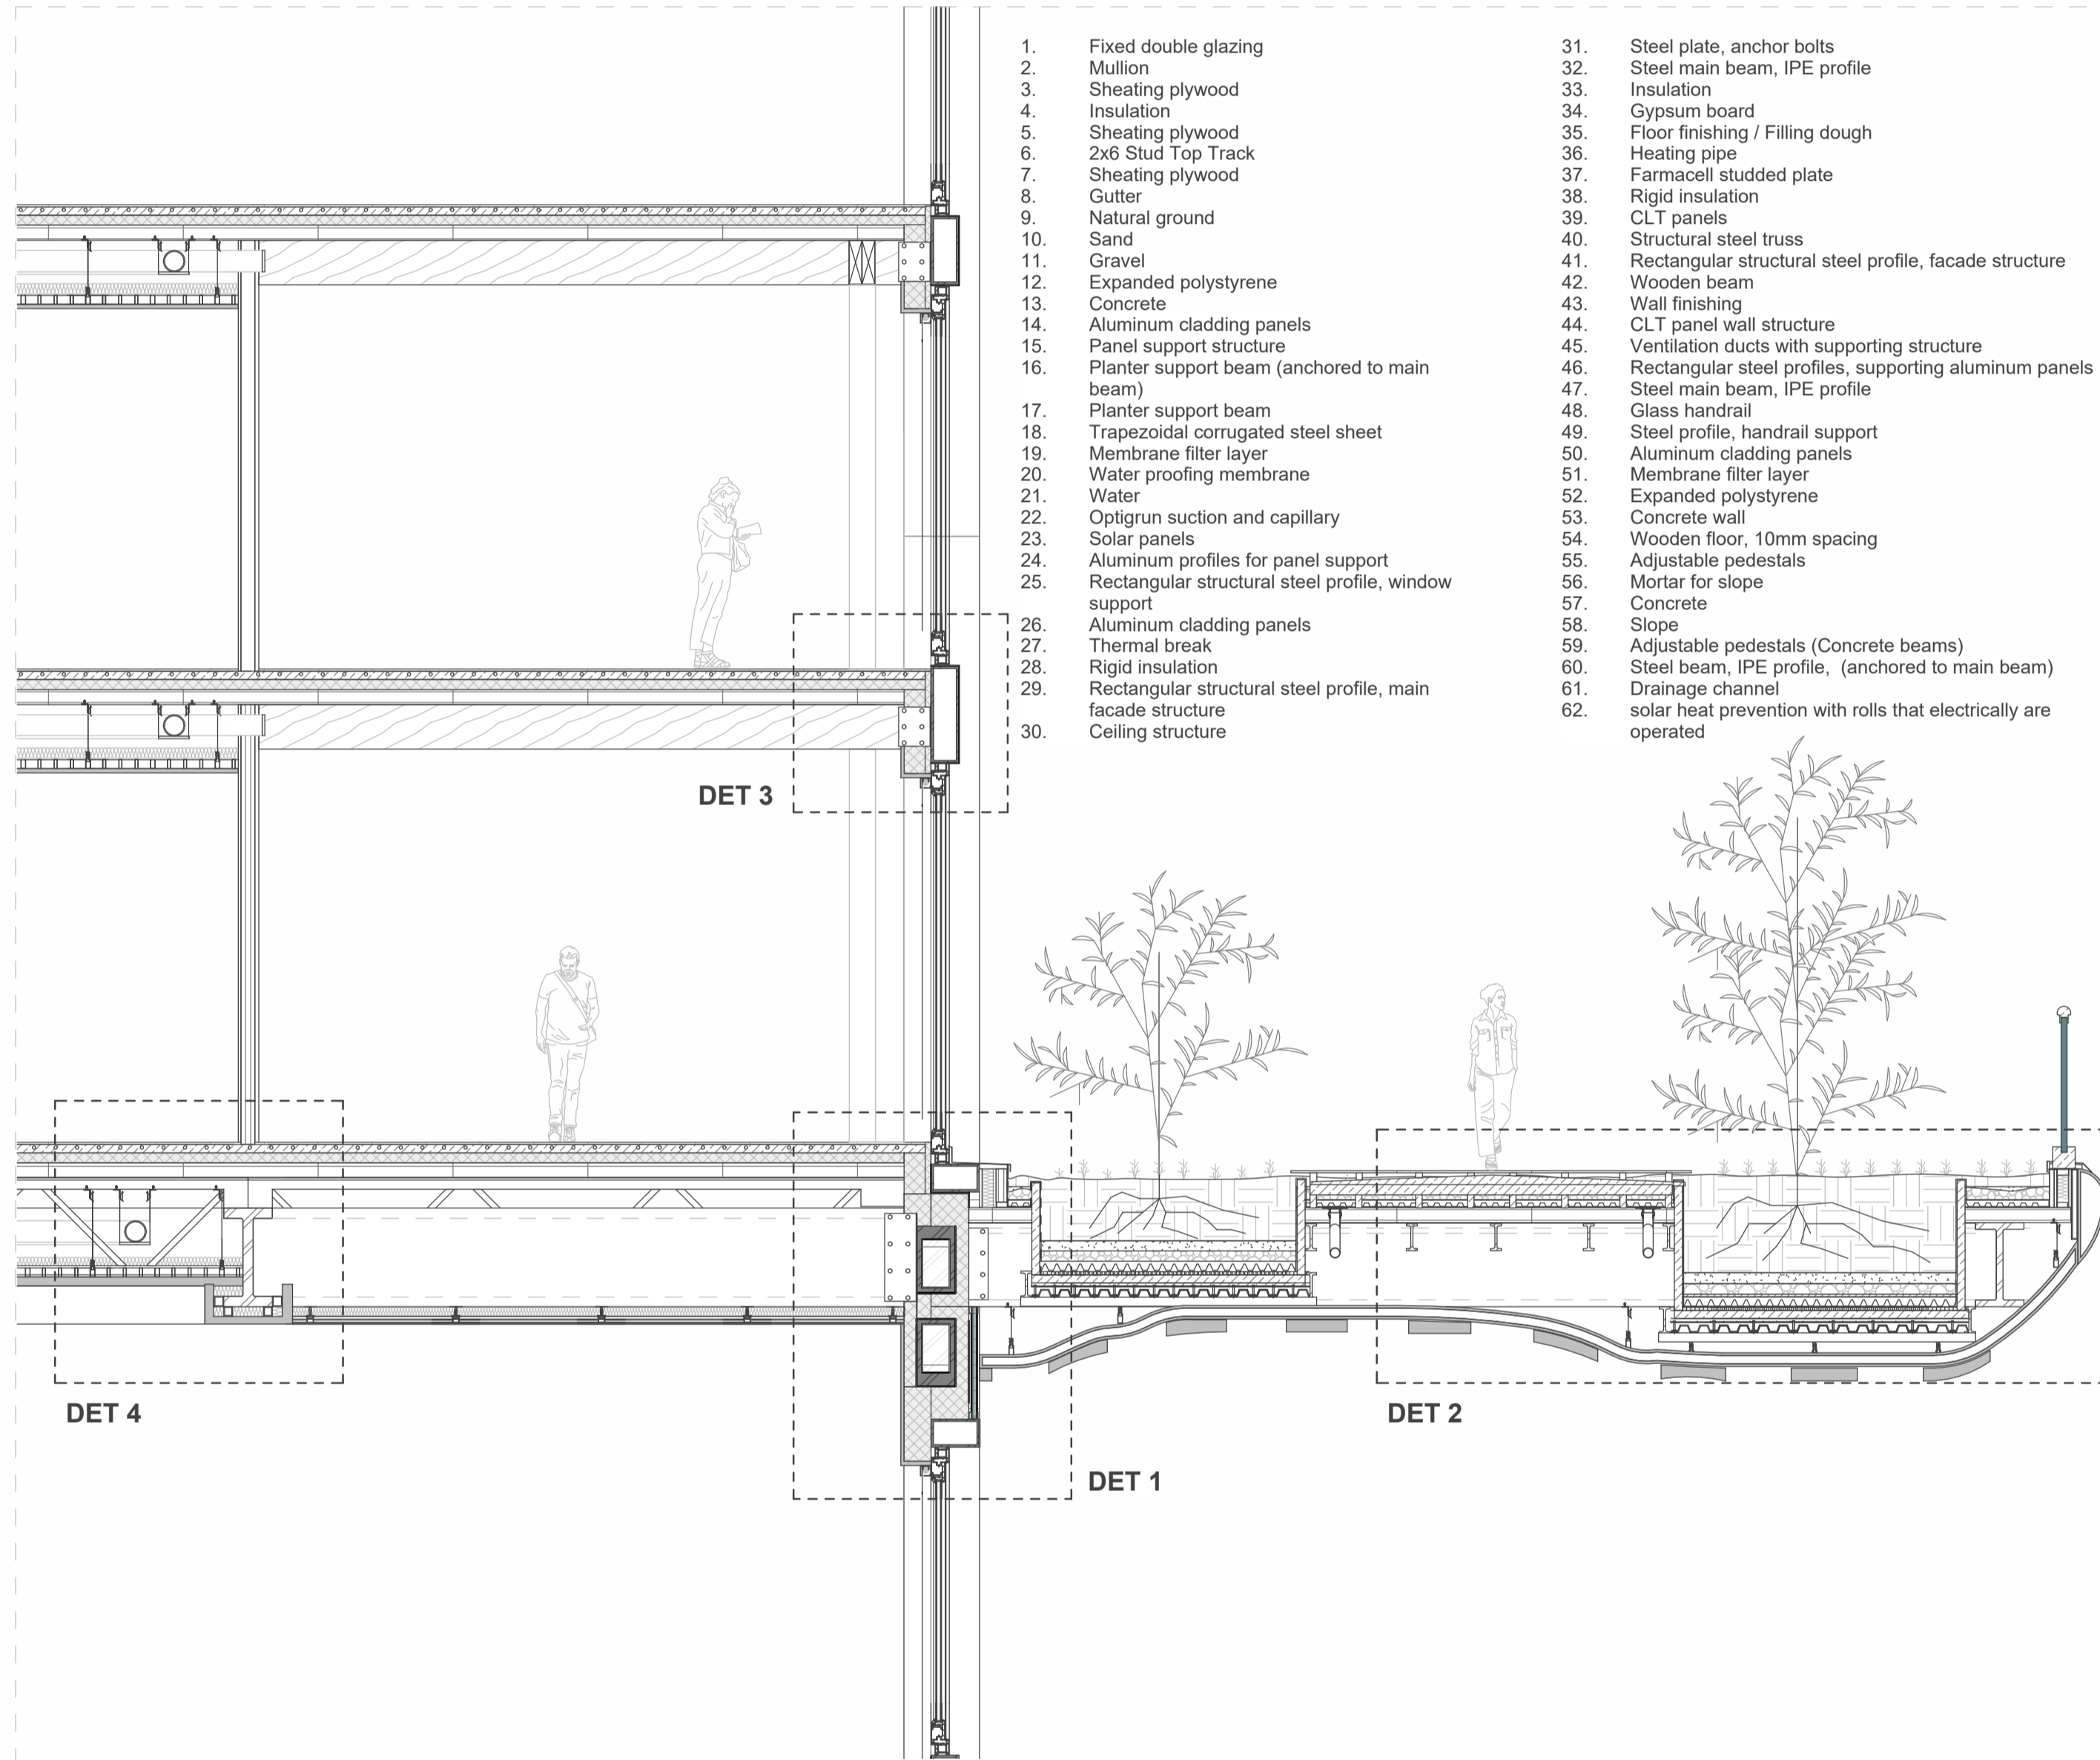 1. Fixed double glazing
2. Mullion
3. Sheating plywood
4. Insulation
5. Sheating plywood
6. 2x6 Stud Top Track
7. Sheating plywood
8. Gutter
9. Natural ground
10. Sand
11. Gravel
12. Expanded polystyrene
13. Concrete
14. Aluminum cladding panels
15. Panel support structure
16. Planter support beam (anchored to main
beam)
17. Planter support beam
18. Trapezoidal corrugated steel sheet
19. Membrane filter layer
20. Water proofing membrane
21. Water
22. Optigrun suction and capillary
23. Solar panels
24. Aluminum profiles for panel support
25. Rectangular structural steel profile, window
support
26. Aluminum cladding panels
27. Thermal break
28. Rigid insulation
29. Rectangular structural steel profile, main
facade structure
30. Ceiling structure
31. Steel plate, anchor bolts
32. Steel main beam, IPE profile
33. Insulation
34. Gypsum board
35. Floor finishing / Filling dough
36. Heating pipe
37. Farmacell studded plate
38. Rigid insulation
39. CLT panels
40. Structural steel truss
41. Rectangular structural steel profile, facade structure
42. Wooden beam
43. Wall finishing
44. CLT panel wall structure
45. Ventilation ducts with supporting structure
46. Rectangular steel profiles, supporting aluminum panels
47. Steel main beam, IPE profile
48. Glass handrail
49. Steel profile, handrail support
50. Aluminum cladding panels
51. Membrane filter layer
52. Expanded polystyrene
53. Concrete wall
54. Wooden floor, 10mm spacing
55. Adjustable pedestals
56. Mortar for slope
57. Concrete
58. Slope
59. Adjustable pedestals (Concrete beams)
60. Steel beam, IPE profile, (anchored to main beam)
61. Drainage channel
62. solar heat prevention with rolls that electrically are
operated
DET 3
DET 4
DET 2
DET 1